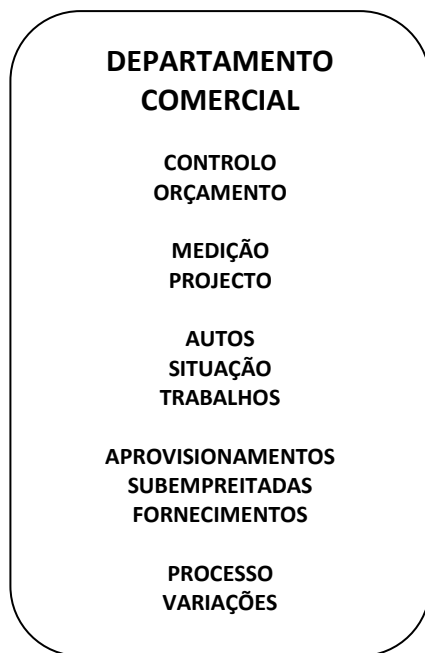 DEPARTAMENTO
COMERCIAL
CONTROLO
ORÇAMENTO
MEDIÇÃO
PROJECTO
AUTOS
SITUAÇÃO
TRABALHOS
APROVISIONAMENTOS
SUBEMPREITADAS
FORNECIMENTOS
PROCESSO
VARIAÇÕES